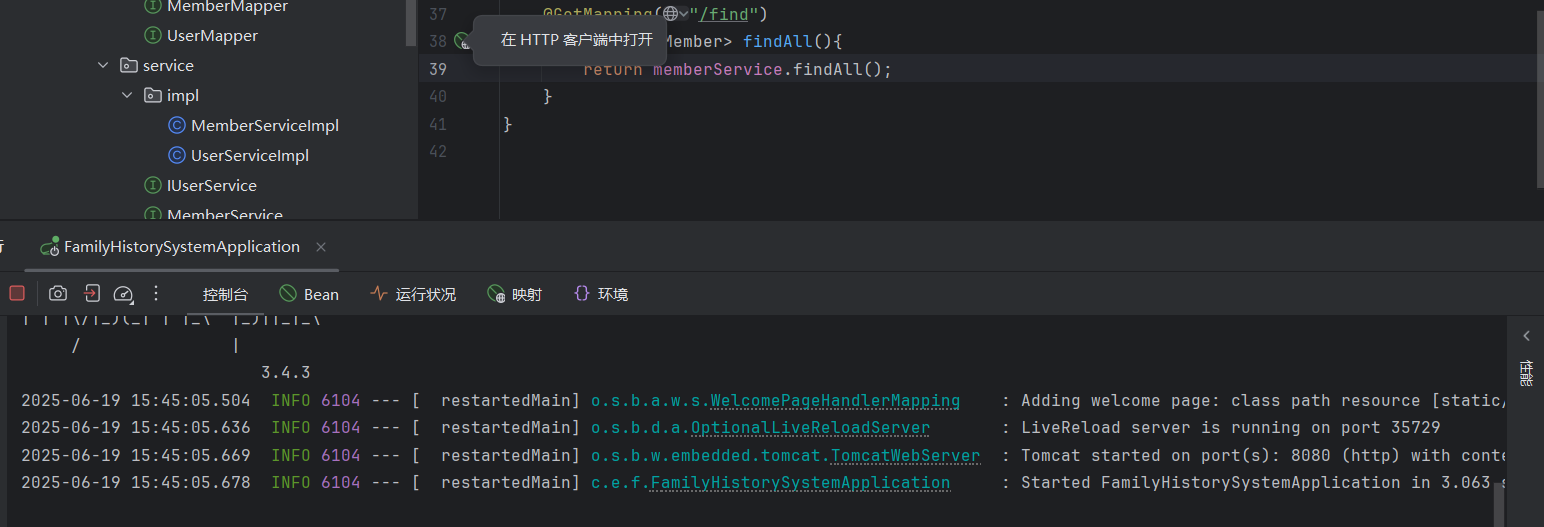 MemberMapper
UserMapper
service
impl
MemberServiceImpl
UserServiceImpl
IUserService
MemberService
37 @GetMapping("/find")
38 Member> findAll(){
39 return memberService.findAll();
40 }
41 }
42
在 HTTP 客户端中打开
FamilyHistorySystemApplication
控制台 Bean 运行状况 映射 环境
3.4.3
2025-06-19 15:45:05.504 INFO 6104 --- [ restartedMain] o.s.b.a.w.s.WelcomePageHandlerMapping : Adding welcome page: class path resource [static/
2025-06-19 15:45:05.636 INFO 6104 --- [ restartedMain] o.s.b.d.a.OptionalLiveReloadServer : LiveReload server is running on port 35729
2025-06-19 15:45:05.669 INFO 6104 --- [ restartedMain] o.s.b.w.embedded.tomcat.TomcatWebServer : Tomcat started on port(s): 8080 (http) with conte
2025-06-19 15:45:05.678 INFO 6104 --- [ restartedMain] c.e.f.FamilyHistorySystemApplication : Started FamilyHistorySystemApplication in 3.063 s
性能